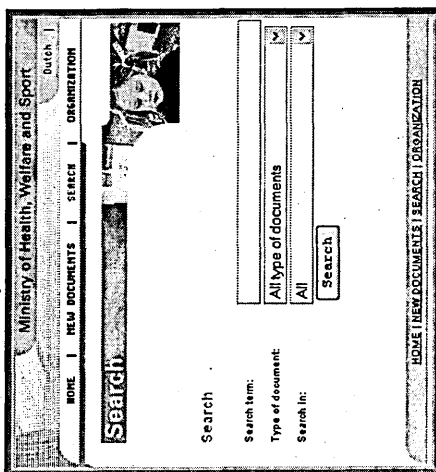 Ministry of Health, Welfare and Sport
Dutch |
HOME | NEW DOCUMENTS | SEARCH | ORGANIZATION
Search
Search
Search term:
Type of document: All type of documents
Search in: All
Search
HOME | NEW DOCUMENTS | SEARCH | ORGANIZATION